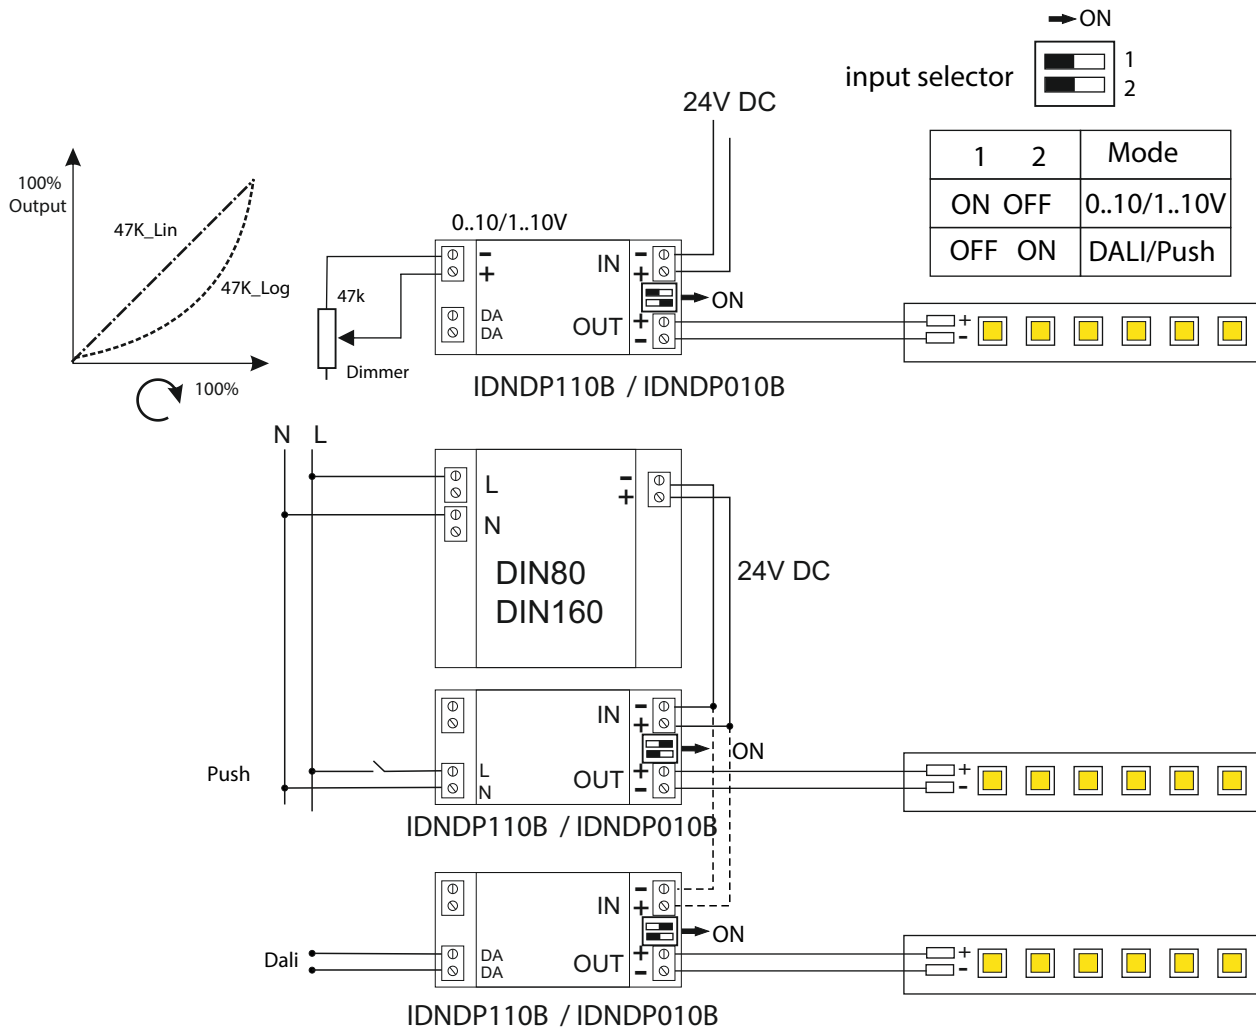 ON
input selector
1
2
1 2 Mode
ON OFF 0..10/1..10V
OFF ON DALI/Push
24V DC
100%
Output
47K_Lin
47K_Log
100%
0..10/1..10V
-
+
47k
Dimmer
DA
DA
IN
-
+
ON
OUT
+
-
+
-
IDNDP110B / IDNDP010B
N L
L
N
-
+
DIN80
DIN160
24V DC
IN
-
+
ON
Push
L
N
OUT
+
-
+
-
IDNDP110B / IDNDP010B
IN
-
+
ON
Dali
DA
DA
OUT
+
-
+
-
IDNDP110B / IDNDP010B